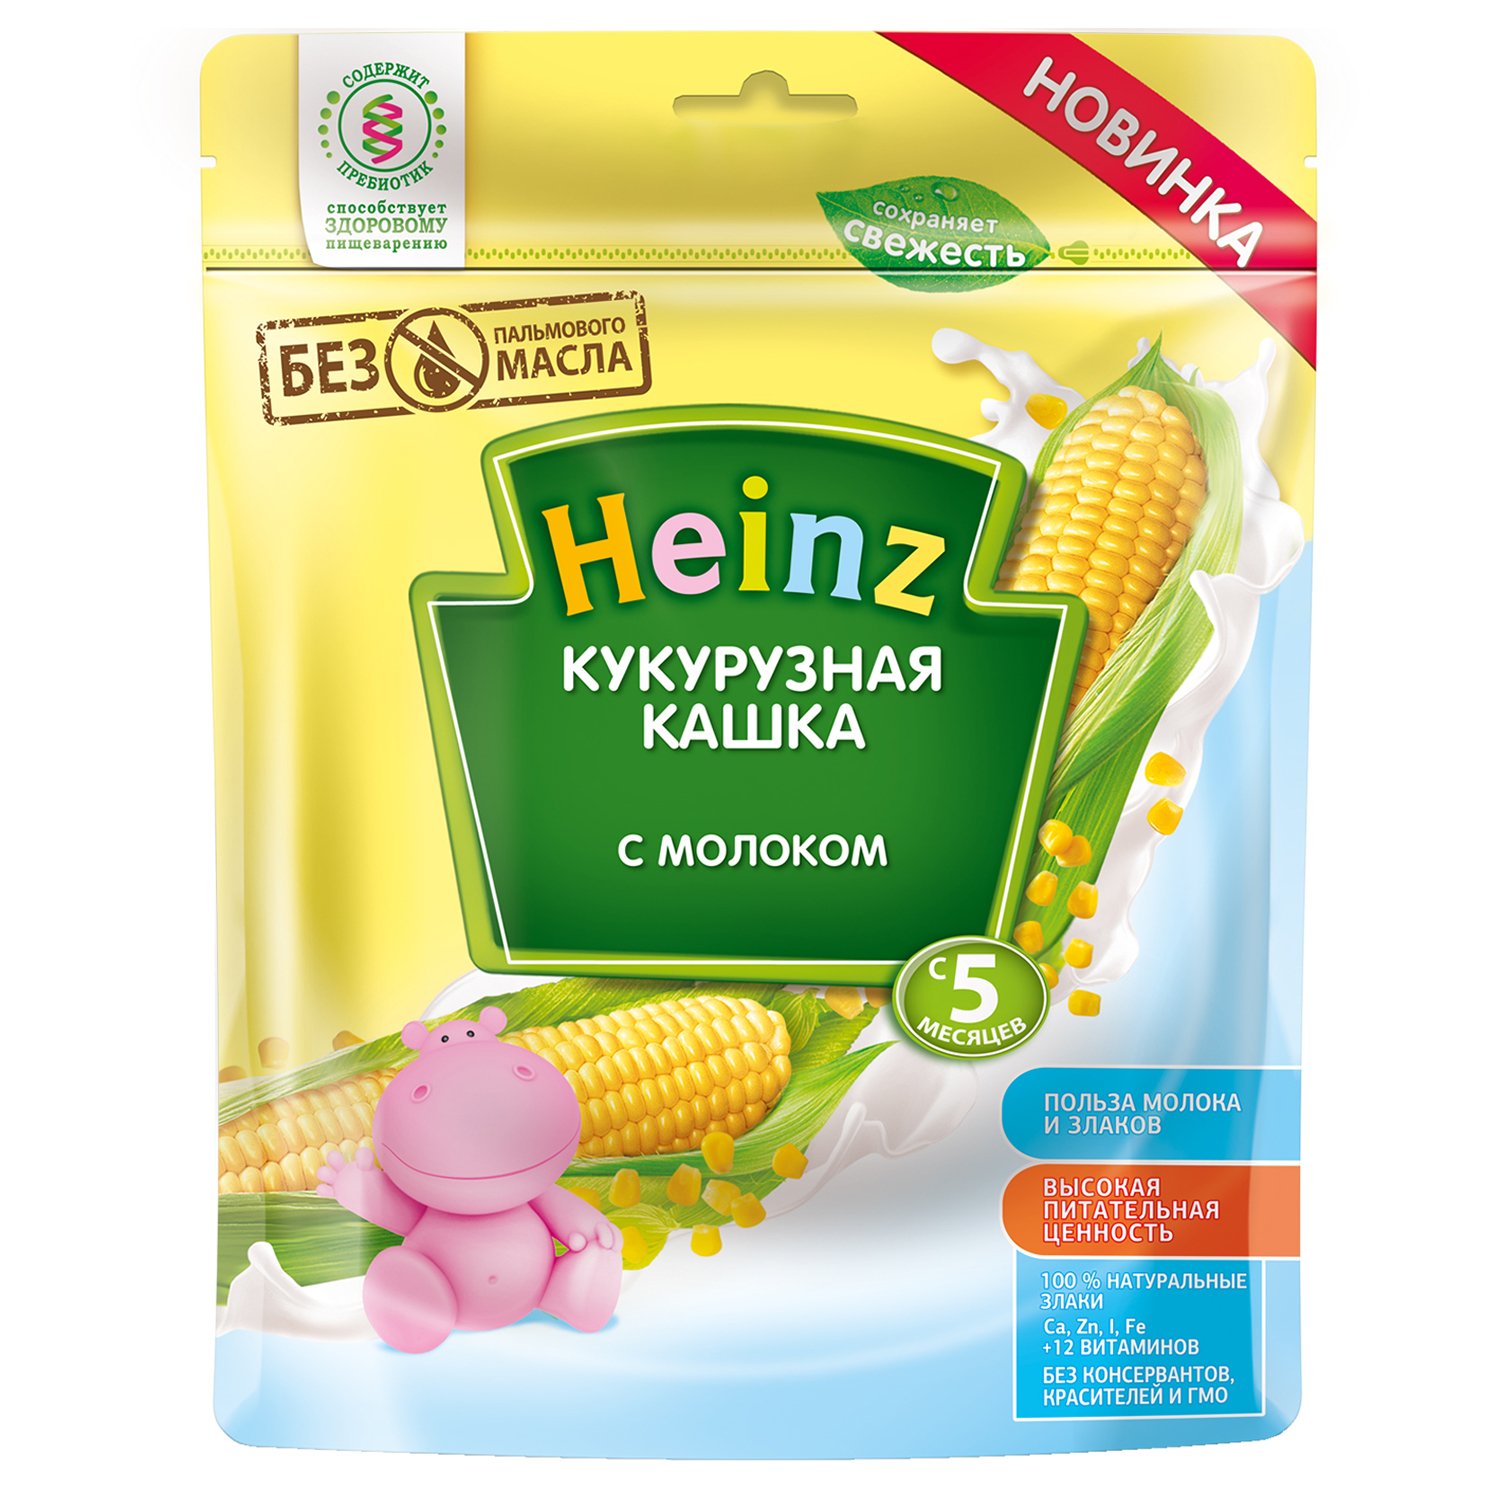 СОДЕРЖИТ
ПРЕБИОТИК
способствует
ЗДОРОВОМУ
пищеварению
НОВИНКА
сохраняет
свежесть
БЕЗ
ПАЛЬМОВОГО
МАСЛА
Heinz
КУКУРУЗНАЯ
КАШКА
С МОЛОКОМ
С 5
МЕСЯЦЕВ
ПОЛЬЗА МОЛОКА
И ЗЛАКОВ
ВЫСОКАЯ
ПИТАТЕЛЬНАЯ
ЦЕННОСТЬ
100 % НАТУРАЛЬНЫЕ
ЗЛАКИ
Ca, Zn, I, Fe
+12 ВИТАМИНОВ
БЕЗ КОНСЕРВАНТОВ,
КРАСИТЕЛЕЙ И ГМО